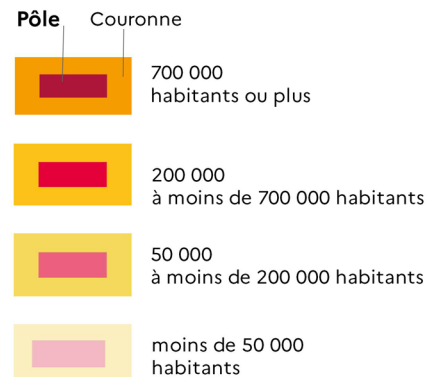 Pôle Couronne
700 000
habitants ou plus
200 000
à moins de 700 000 habitants
50 000
à moins de 200 000 habitants
moins de 50 000
habitants